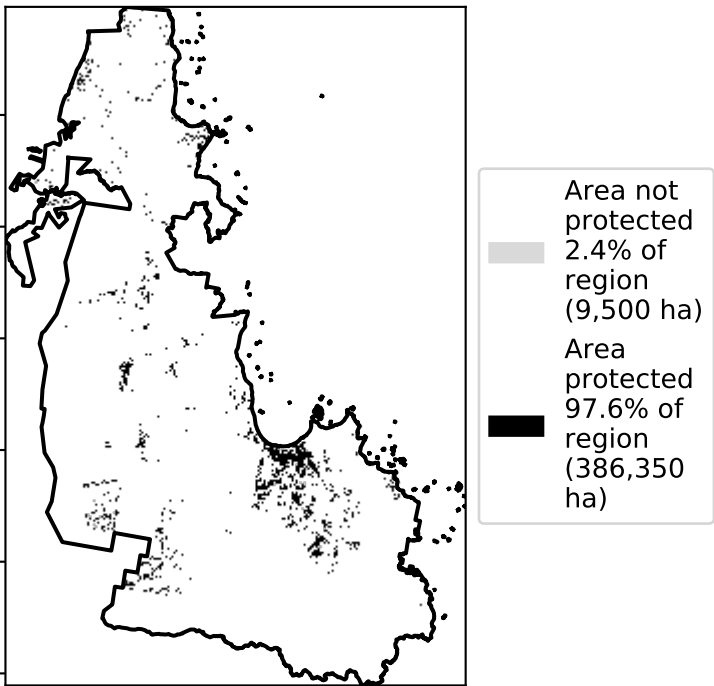 Area not
protected
2.4% of
region
(9,500 ha)
Area
protected
97.6% of
region
(386,350
ha)